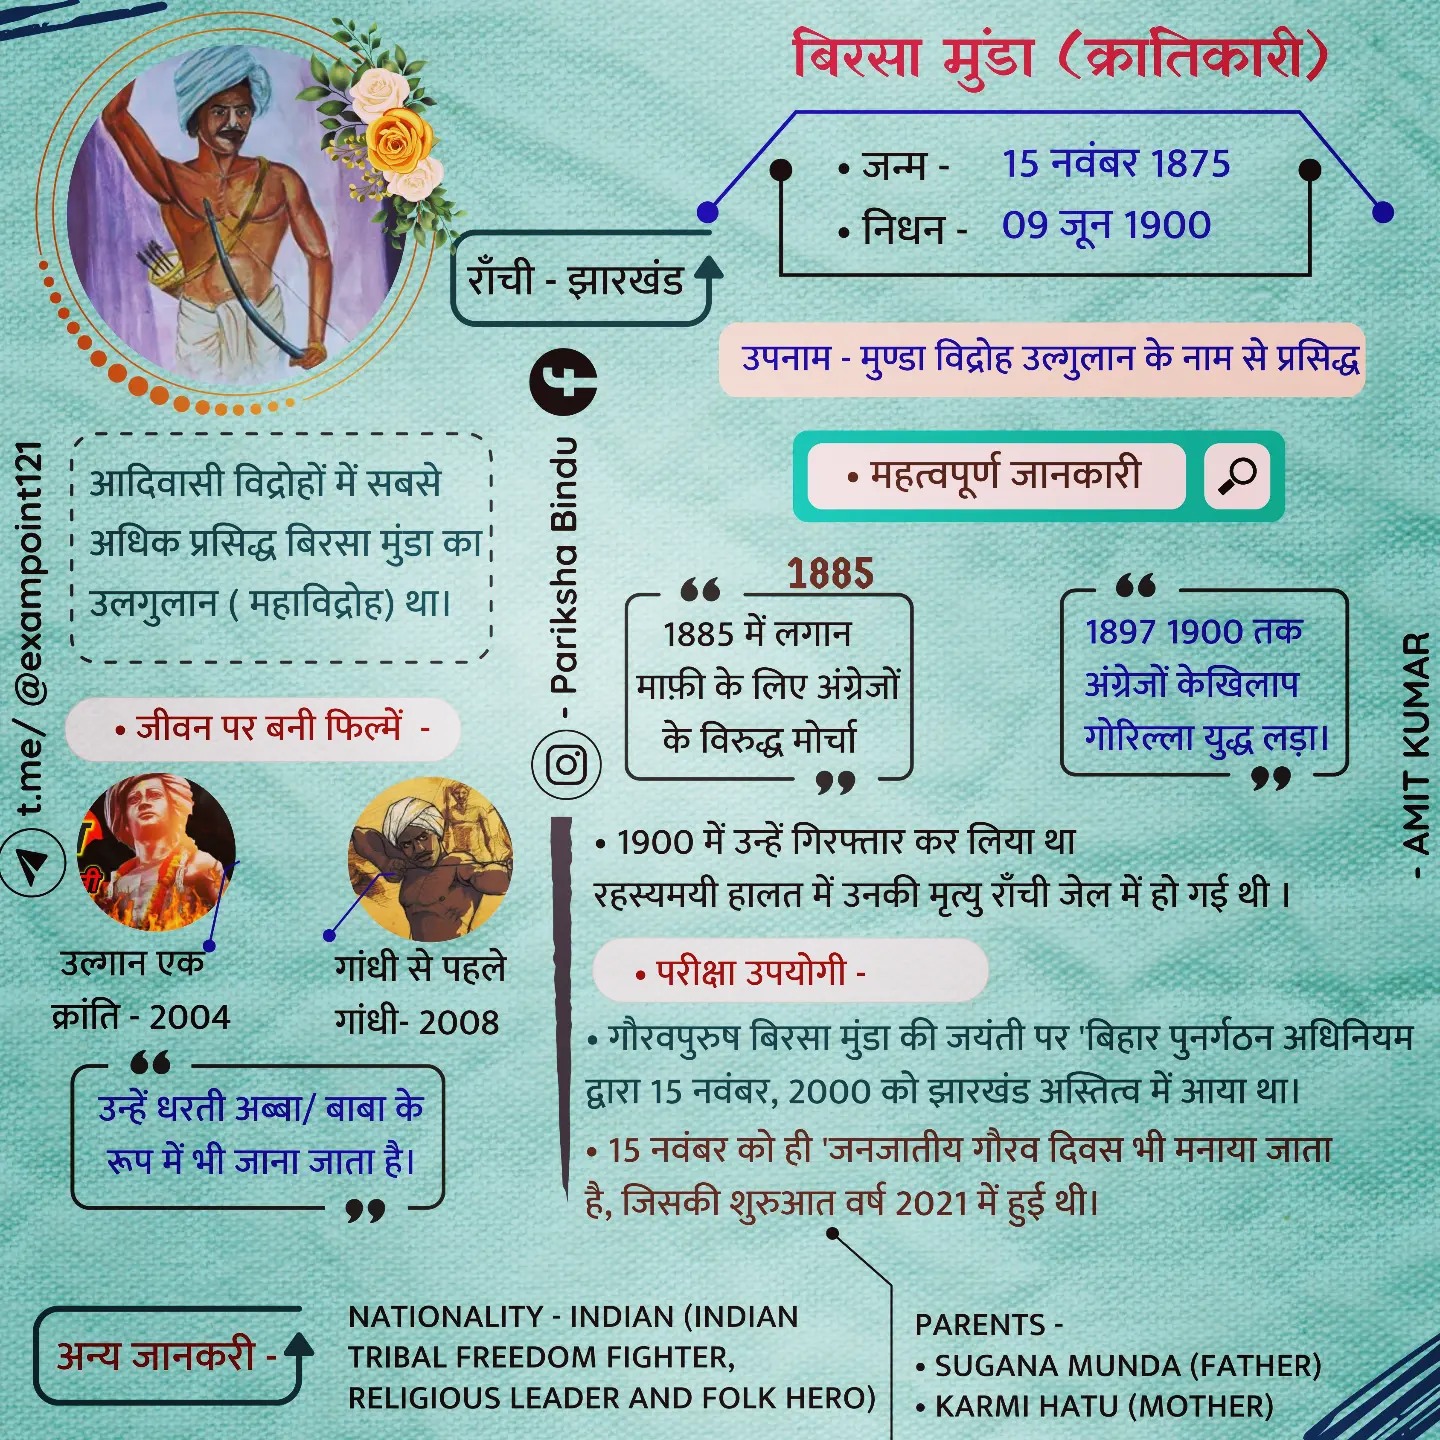 बिरसा मुंडा (क्रातिकारी)
• जन्म - 15 नवंबर 1875
• निधन - 09 जून 1900
राँची - झारखंड
उपनाम - मुण्डा विद्रोह उल्गुलान के नाम से प्रसिद्ध
t.me/ @exampoint121
आदिवासी विद्रोहों में सबसे
अधिक प्रसिद्ध बिरसा मुंडा का
उलगुलान ( महाविद्रोह) था।
- Pariksha Bindu
• महत्वपूर्ण जानकारी
1885
1885 में लगान
माफ़ी के लिए अंग्रेजों
के विरुद्ध मोर्चा
1897 1900 तक
अंग्रेजों केखिलाप
गोरिल्ला युद्ध लड़ा।
- AMIT KUMAR
• जीवन पर बनी फिल्में -
उल्गान एक
क्रांति - 2004
गांधी से पहले
गांधी- 2008
• 1900 में उन्हें गिरफ्तार कर लिया था
रहस्यमयी हालत में उनकी मृत्यु राँची जेल में हो गई थी ।
• परीक्षा उपयोगी -
• गौरवपुरुष बिरसा मुंडा की जयंती पर 'बिहार पुनर्गठन अधिनियम
द्वारा 15 नवंबर, 2000 को झारखंड अस्तित्व में आया था।
• 15 नवंबर को ही 'जनजातीय गौरव दिवस भी मनाया जाता
है, जिसकी शुरुआत वर्ष 2021 में हुई थी।
उन्हें धरती अब्बा/ बाबा के
रूप में भी जाना जाता है।
अन्य जानकरी -
NATIONALITY - INDIAN (INDIAN
TRIBAL FREEDOM FIGHTER,
RELIGIOUS LEADER AND FOLK HERO)
PARENTS -
• SUGANA MUNDA (FATHER)
• KARMI HATU (MOTHER)